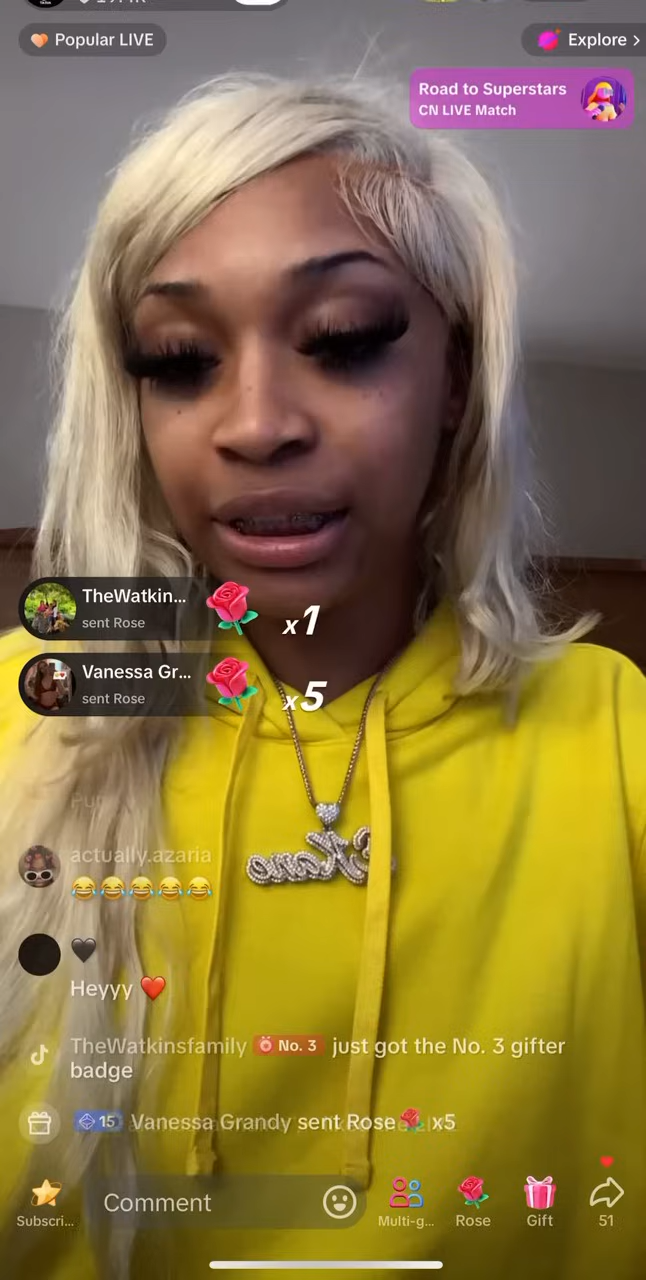 Popular LIVE
Explore >
Road to Superstars
CN LIVE Match
TheWatkin...
sent Rose
x1
Vanessa Gr...
sent Rose
x5
actually.azaria
😂😂😂😂😂
🖤
Heyyy ❤️
TheWatkinsfamily No. 3 just got the No. 3 gifter
badge
15 Vanessa Grandy sent Rose🌹 x5
Subscri...
Comment
Multi-g...
Rose
Gift
51